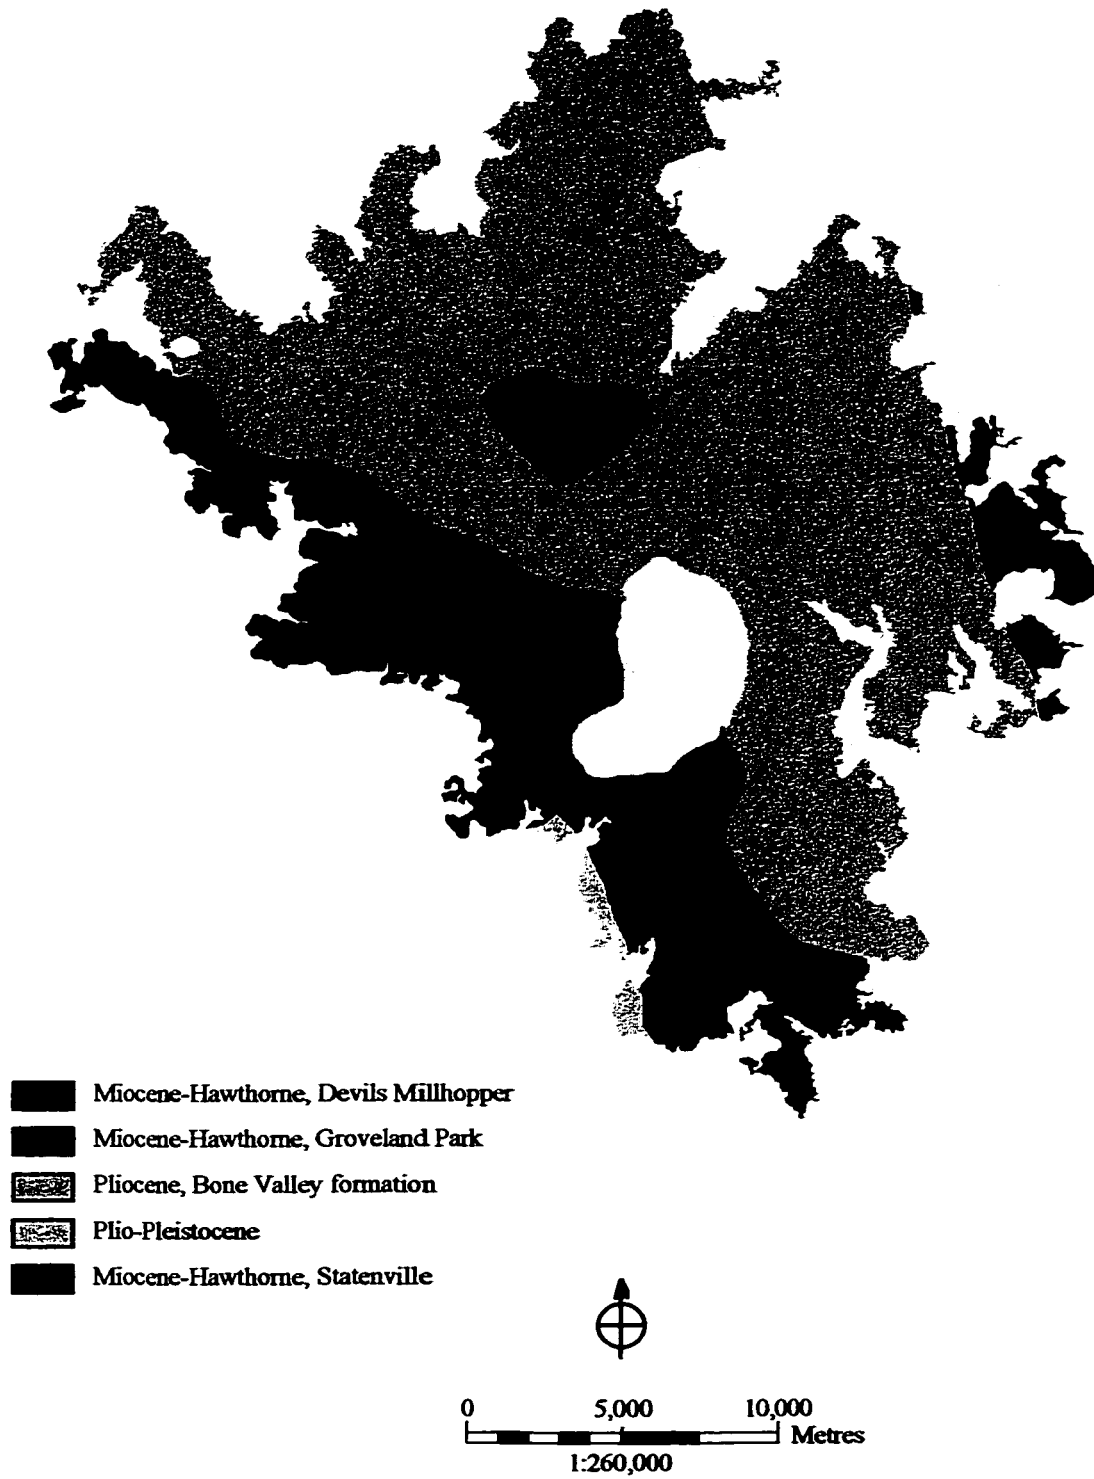 Miocene-Hawthorne, Devils Millhopper
Miocene-Hawthorne, Groveland Park
Pliocene, Bone Valley formation
Plio-Pleistocene
Miocene-Hawthorne, Statenville
0 5,000 10,000
Metres
1:260,000